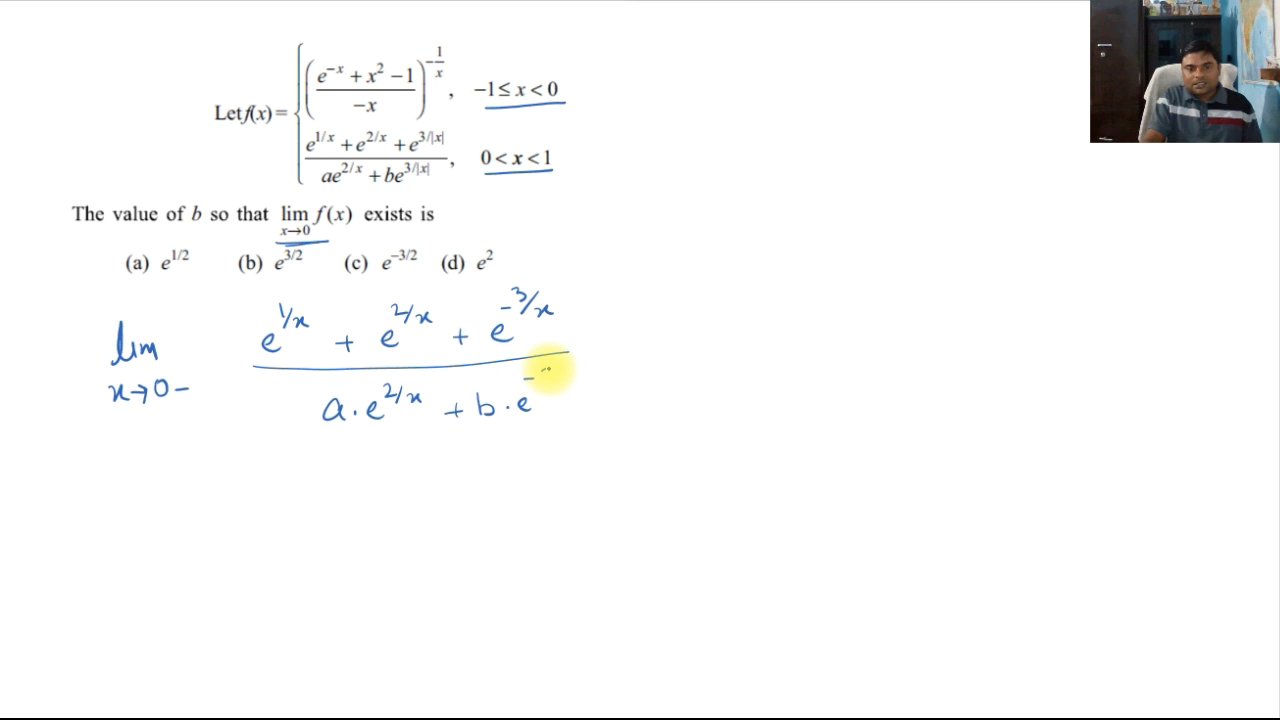 Let f(x) = { ((e^{-x} + x^2 − 1)/(−x))^{−1/x}, −1 ≤ x < 0
(e^{1/x} + e^{2/x} + e^{3/|x|})/(ae^{2/x} + be^{3/|x|}), 0 < x < 1
The value of b so that lim_{x→0} f(x) exists is
(a) e^{1/2} (b) e^{3/2} (c) e^{−3/2} (d) e^2
lim_{x→0−} (e^{1/x} + e^{2/x} + e^{−3/x})/(a·e^{2/x} + b·e^{−